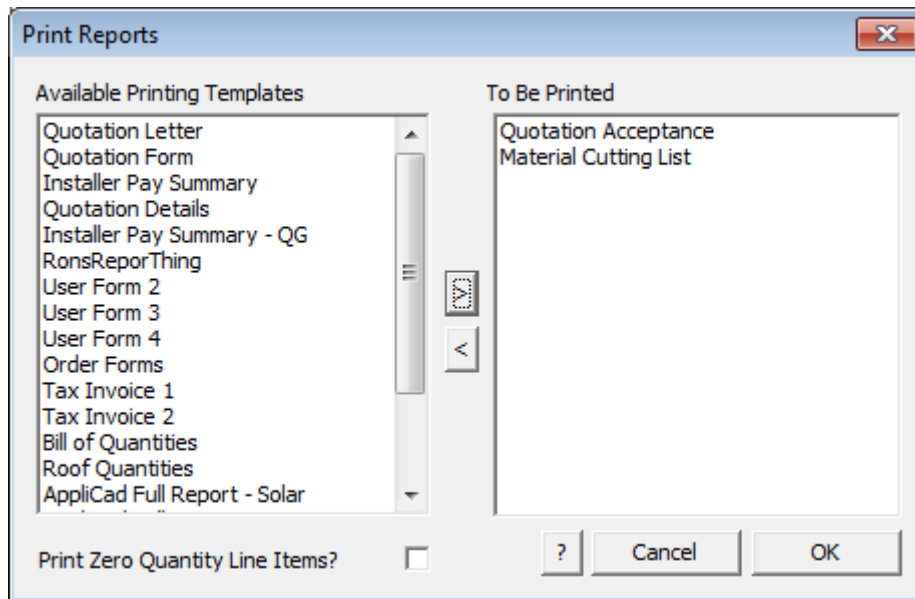 Print Reports
Available Printing Templates
Quotation Letter
Quotation Form
Installer Pay Summary
Quotation Details
Installer Pay Summary - QG
RonsReporThing
User Form 2
User Form 3
User Form 4
Order Forms
Tax Invoice 1
Tax Invoice 2
Bill of Quantities
Roof Quantities
AppliCad Full Report - Solar
To Be Printed
Quotation Acceptance
Material Cutting List
>
<
Print Zero Quantity Line Items?
?
Cancel
OK